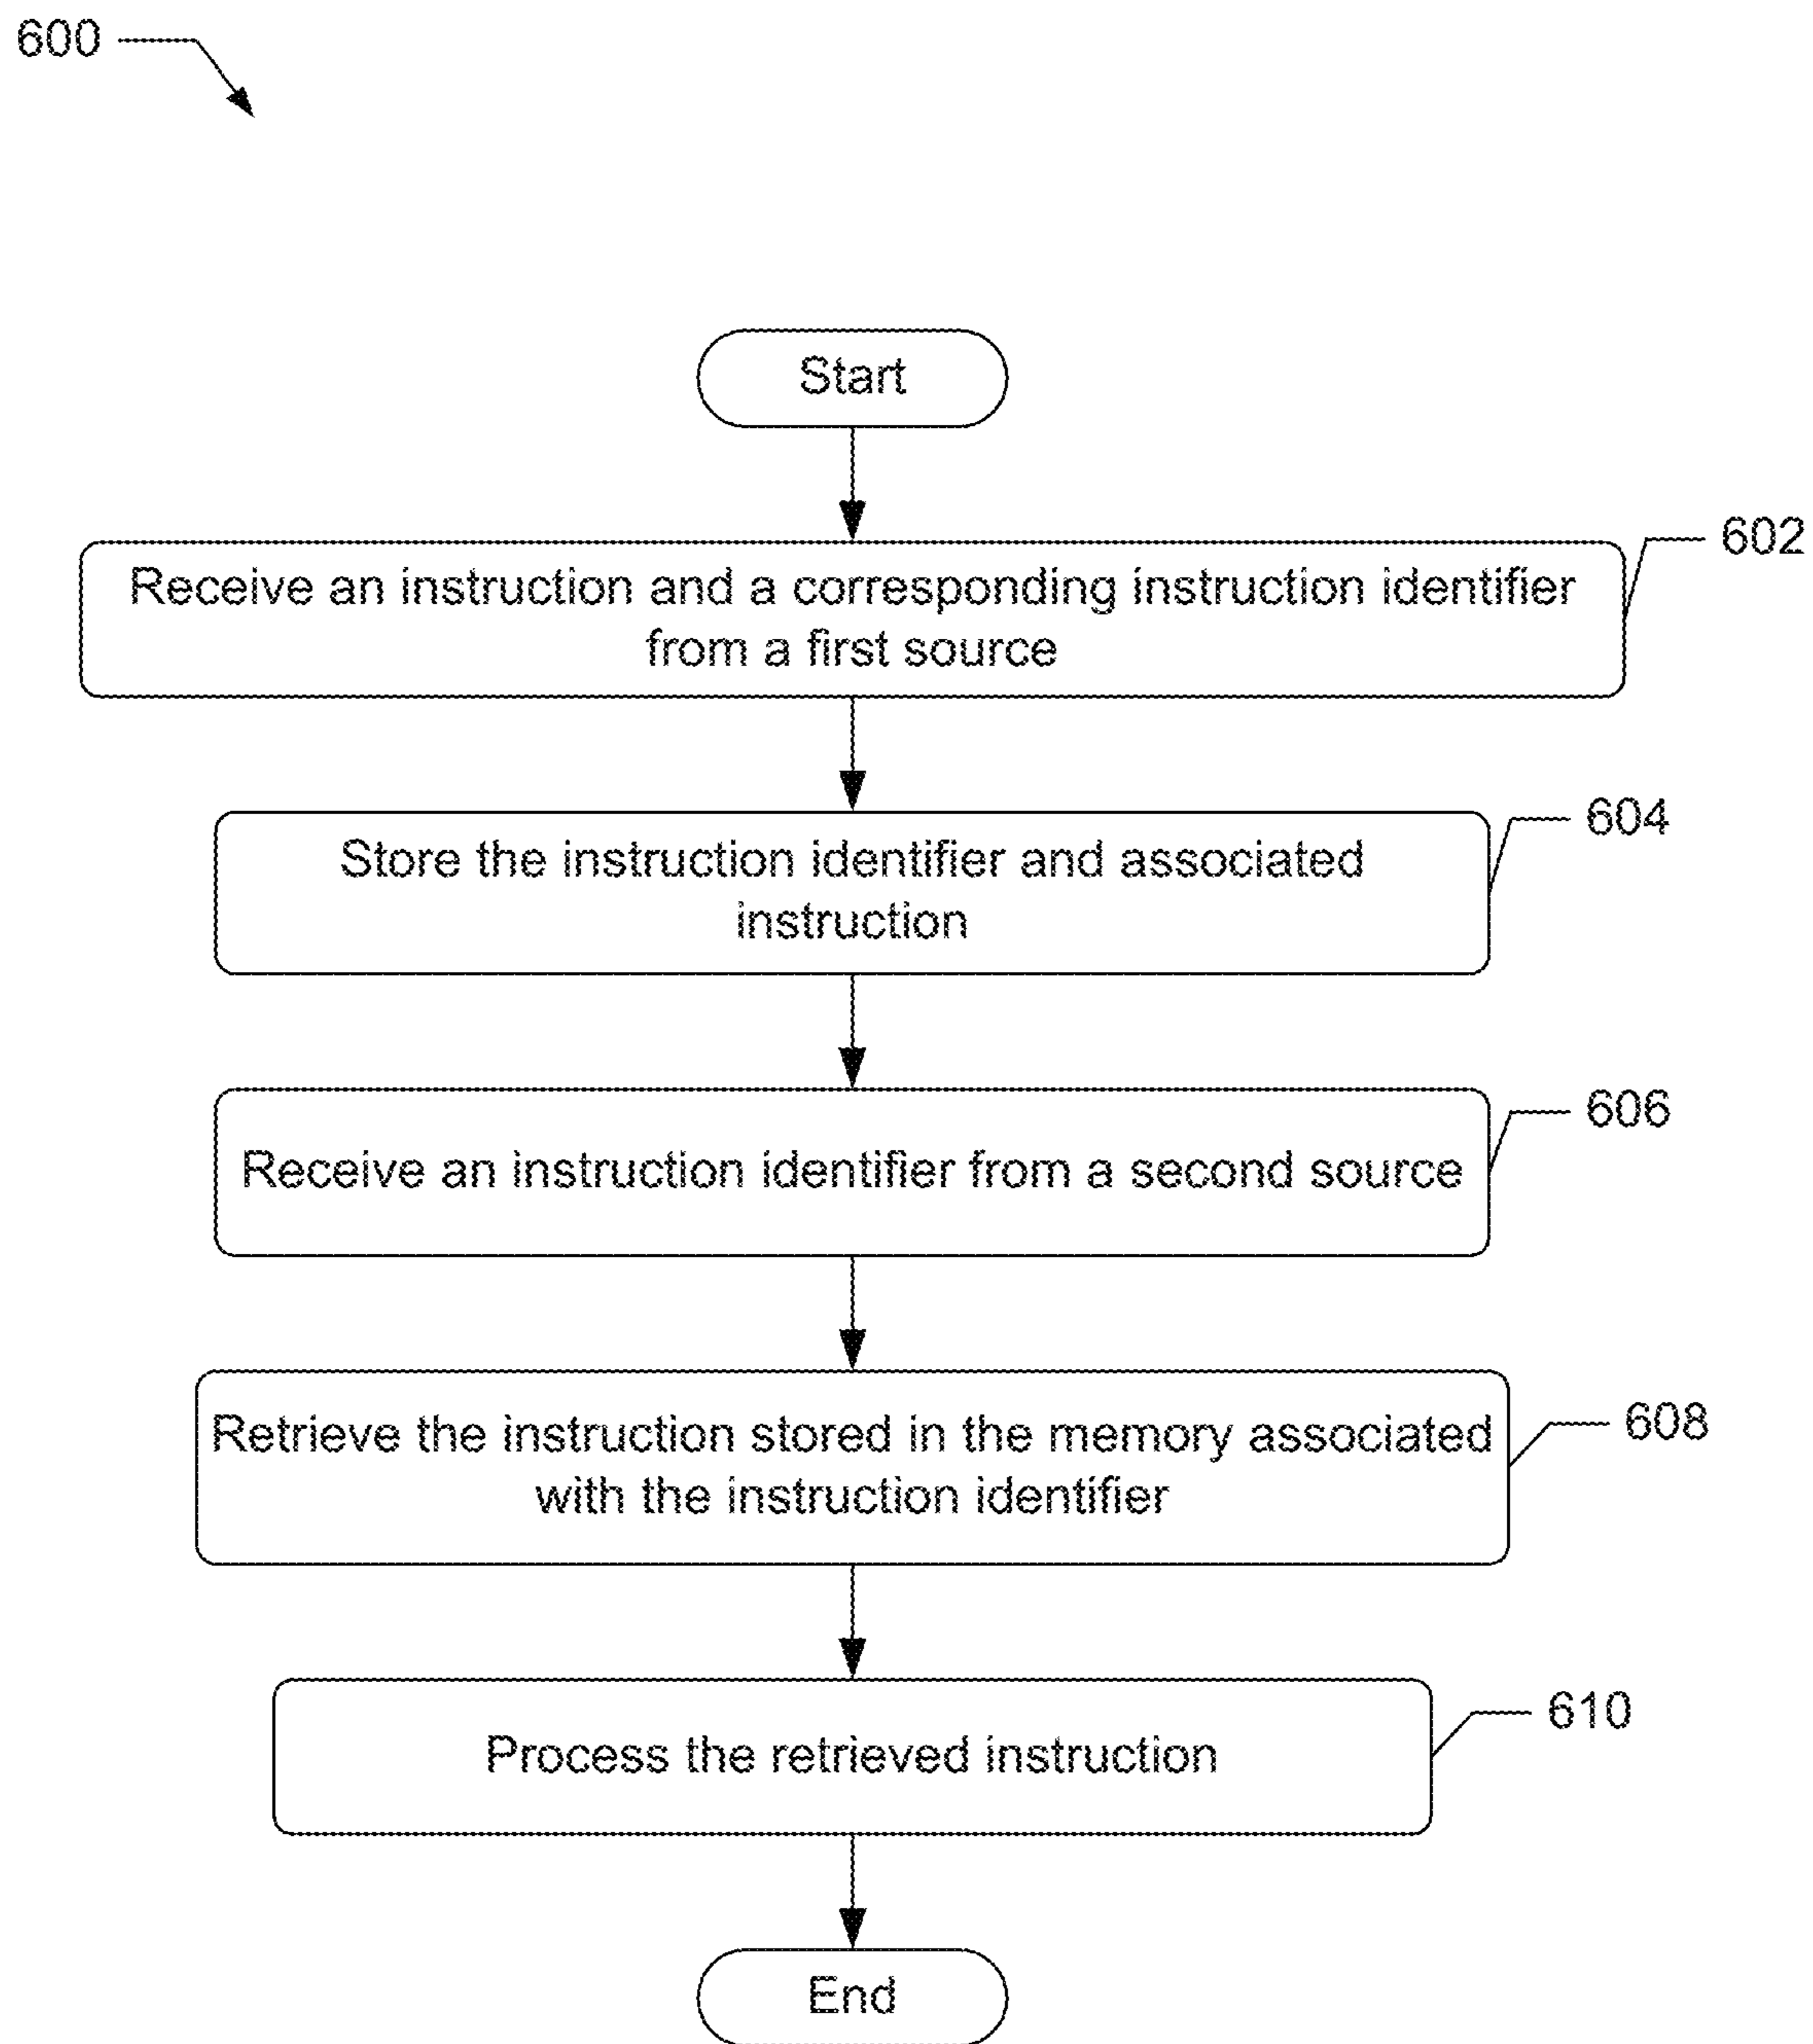 600
Start
602
Receive an instruction and a corresponding instruction identifier
from a first source
604
Store the instruction identifier and associated
instruction
606
Receive an instruction identifier from a second source
608
Retrieve the instruction stored in the memory associated
with the instruction identifier
610
Process the retrieved instruction
End